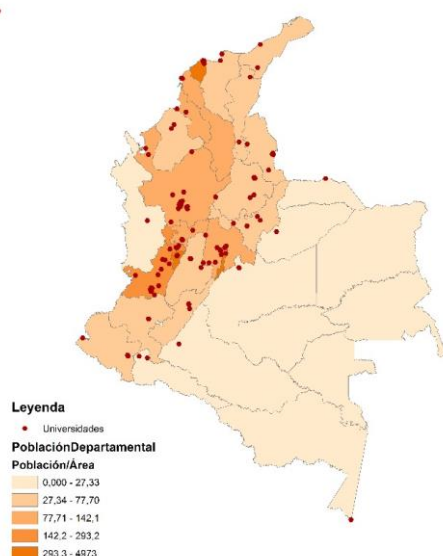 Leyenda
Universidades
PoblaciónDepartamental
Población/Área
0,000 - 27,33
27,34 - 77,70
77,71 - 142,1
142,2 - 293,2
293,3 - 4973